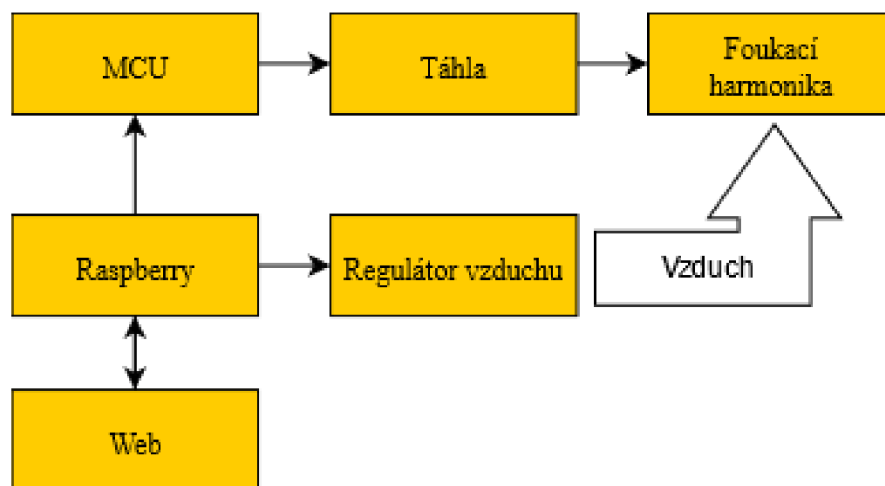 MCU
Táhla
Foukací
harmonika
Raspberry
Regulátor vzduchu
Vzduch
Web